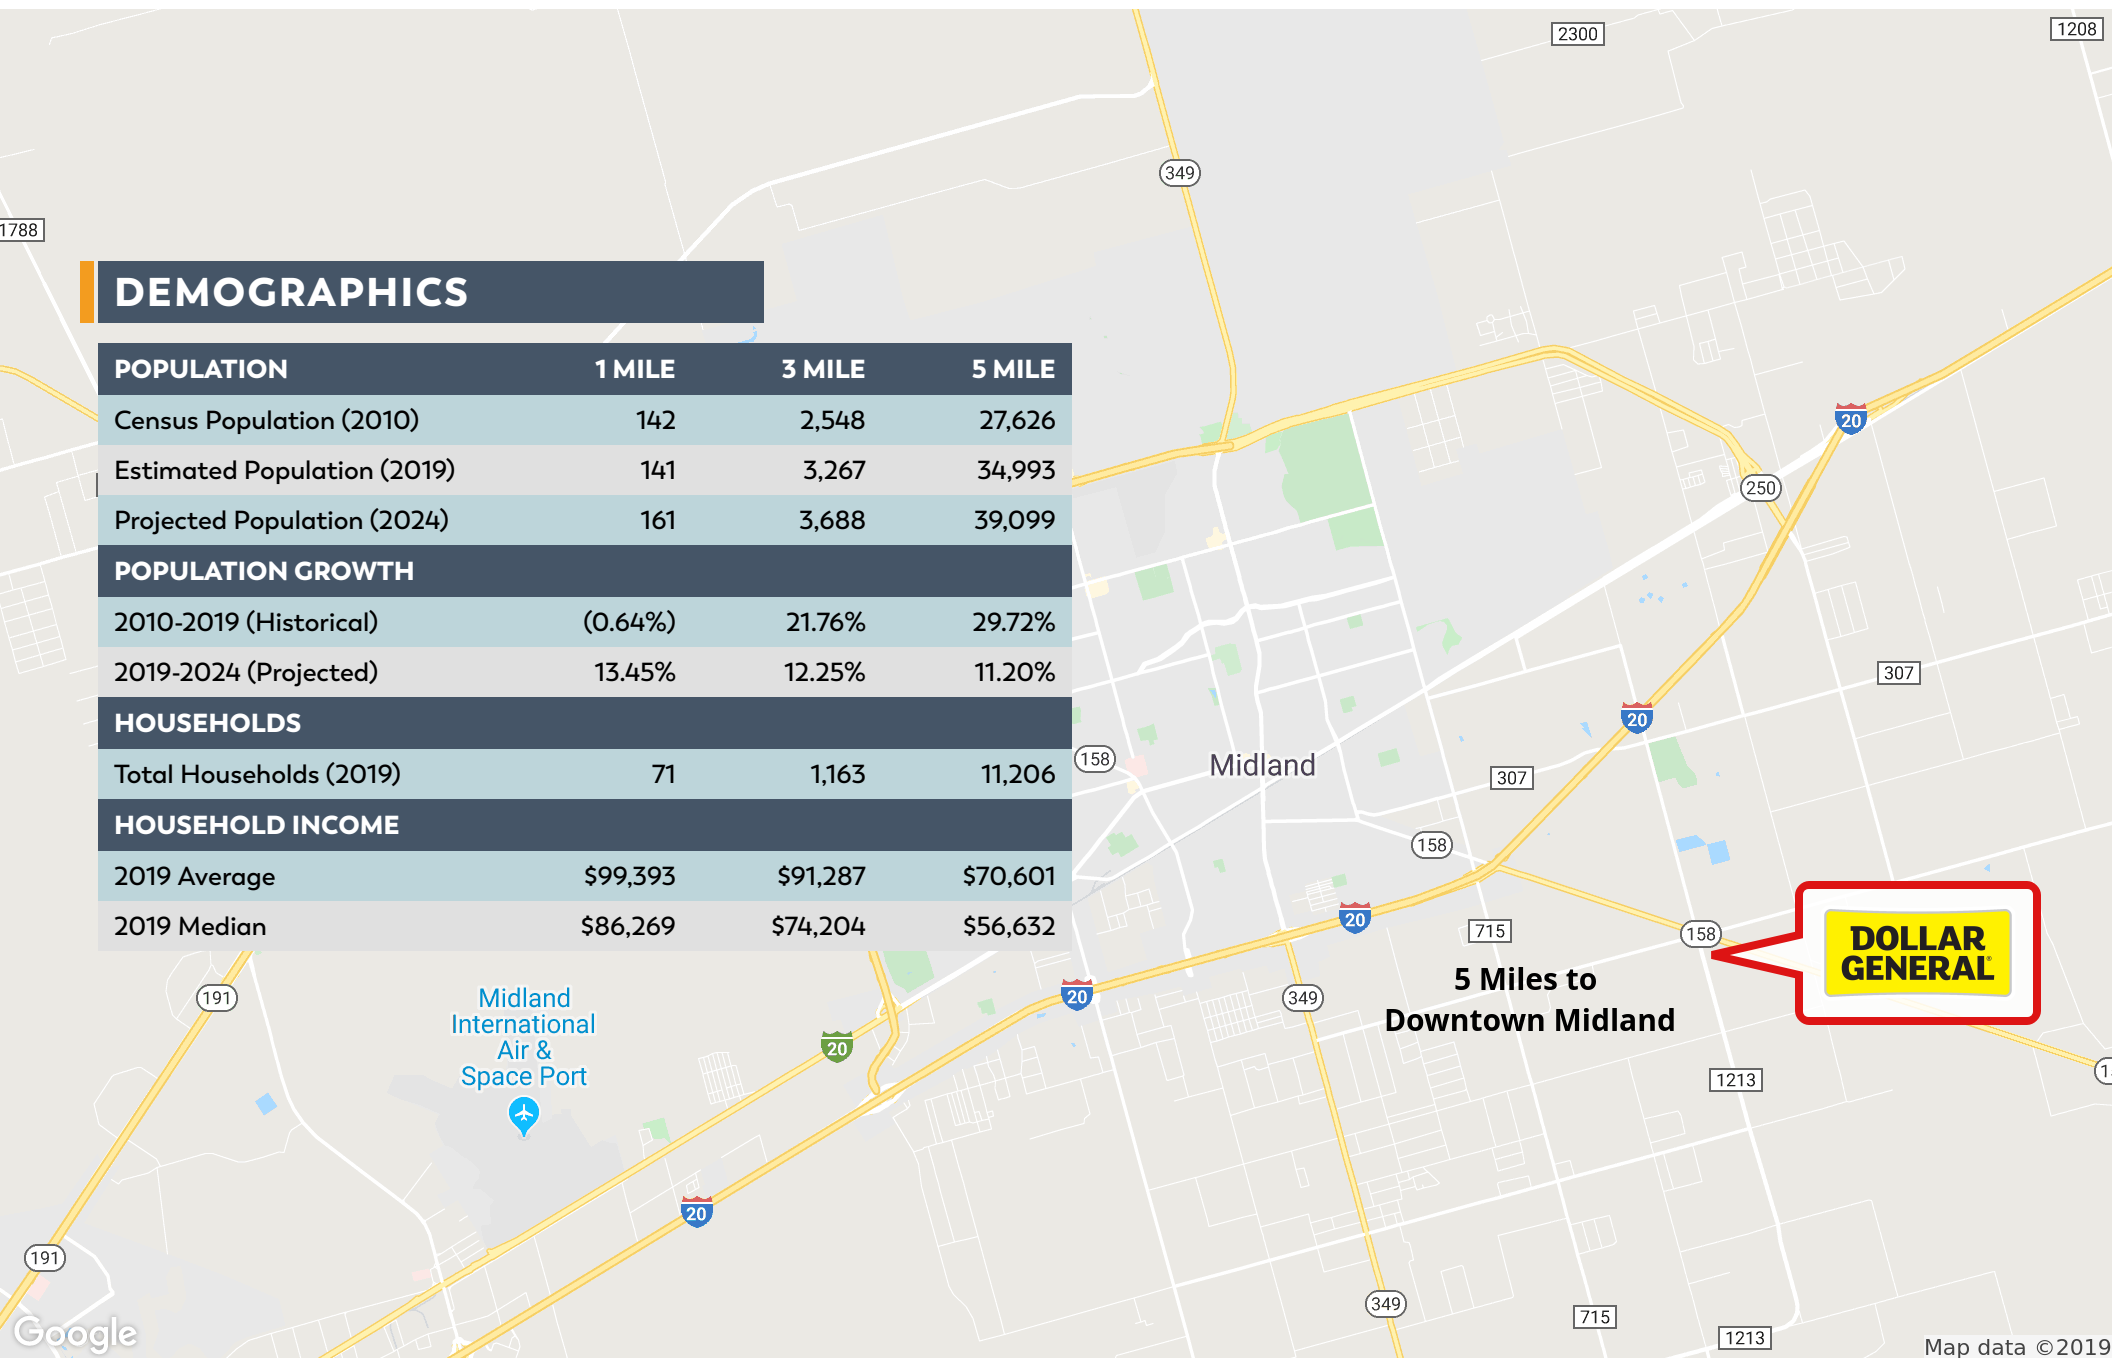 2300
1208
349
1788
DEMOGRAPHICS
POPULATION 1 MILE 3 MILE 5 MILE
Census Population (2010) 142 2,548 27,626
Estimated Population (2019) 141 3,267 34,993
Projected Population (2024) 161 3,688 39,099
POPULATION GROWTH
2010-2019 (Historical) (0.64%) 21.76% 29.72%
2019-2024 (Projected) 13.45% 12.25% 11.20%
HOUSEHOLDS
Total Households (2019) 71 1,163 11,206
HOUSEHOLD INCOME
2019 Average $99,393 $91,287 $70,601
2019 Median $86,269 $74,204 $56,632
20
250
307
20
158
Midland
307
158
20
715
158
DOLLAR
GENERAL®
5 Miles to
Downtown Midland
191
Midland
International
Air &
Space Port
20
349
20
1213
20
191
349
715
1213
Google
Map data ©2019